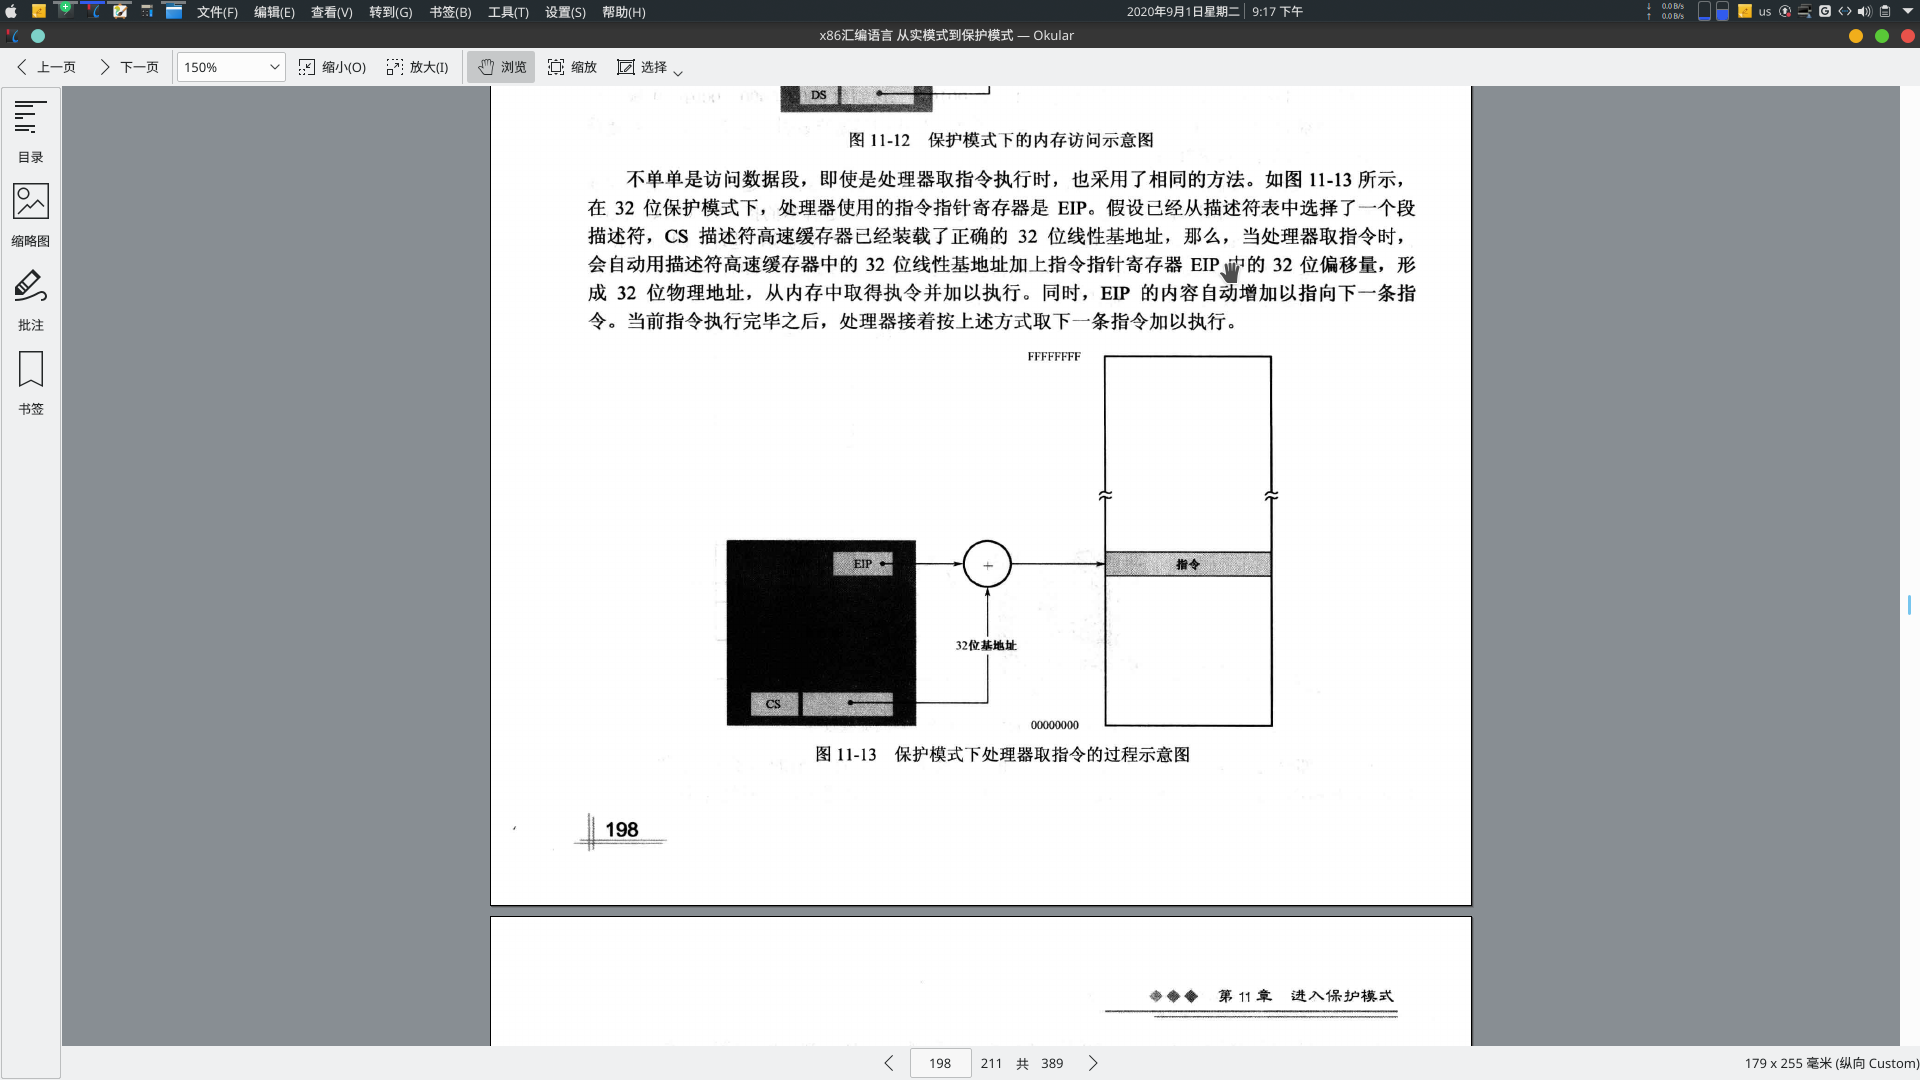 文件(F) 编辑(E) 查看(V) 转到(G) 书签(B) 工具(T) 设置(S) 帮助(H) 2020年9月1日星期二 9:17 下午 0.0 B/s 0.0 B/s us
x86汇编语言 从实模式到保护模式 — Okular
上一页 下一页 150% 缩小(O) 放大(I) 浏览 缩放 选择
目录
缩略图
批注
书签
DS
图 11-12 保护模式下的内存访问示意图
不单单是访问数据段，即使是处理器取指令执行时，也采用了相同的方法。如图 11-13 所示，
在 32 位保护模式下，处理器使用的指令指针寄存器是 EIP。假设已经从描述符表中选择了一个段
描述符，CS 描述符高速缓存器已经装载了正确的 32 位线性基地址，那么，当处理器取指令时，
会自动用描述符高速缓存器中的 32 位线性基地址加上指令指针寄存器 EIP 中的 32 位偏移量，形
成 32 位物理地址，从内存中取得执令并加以执行。同时，EIP 的内容自动增加以指向下一条指
令。当前指令执行完毕之后，处理器接着按上述方式取下一条指令加以执行。
FFFFFFFF
EIP
+
指令
32位基地址
CS
00000000
图 11-13 保护模式下处理器取指令的过程示意图
198
第 11 章 进入保护模式
198 211 共 389
179 x 255 毫米 (纵向 Custom)